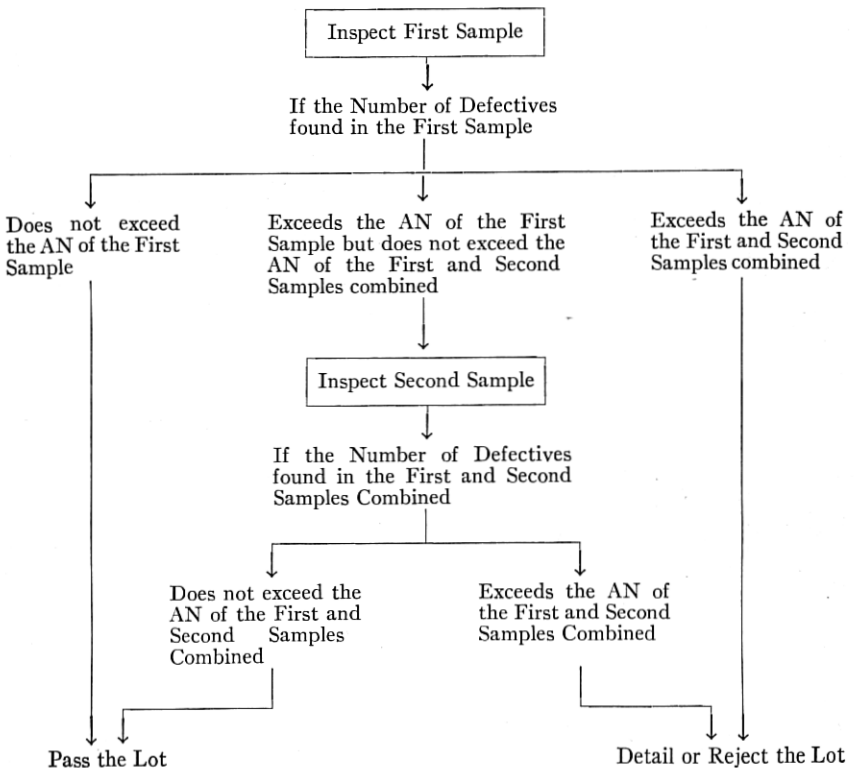 Inspect First Sample
If the Number of Defectives
found in the First Sample
Does not exceed
the AN of the First
Sample
Exceeds the AN of the First
Sample but does not exceed the
AN of the First and Second
Samples combined
Exceeds the AN of
the First and Second
Samples combined
Inspect Second Sample
If the Number of Defectives
found in the First and Second
Samples Combined
Does not exceed the
AN of the First and
Second Samples
Combined
Exceeds the AN of
the First and Second
Samples Combined
Pass the Lot
Detail or Reject the Lot